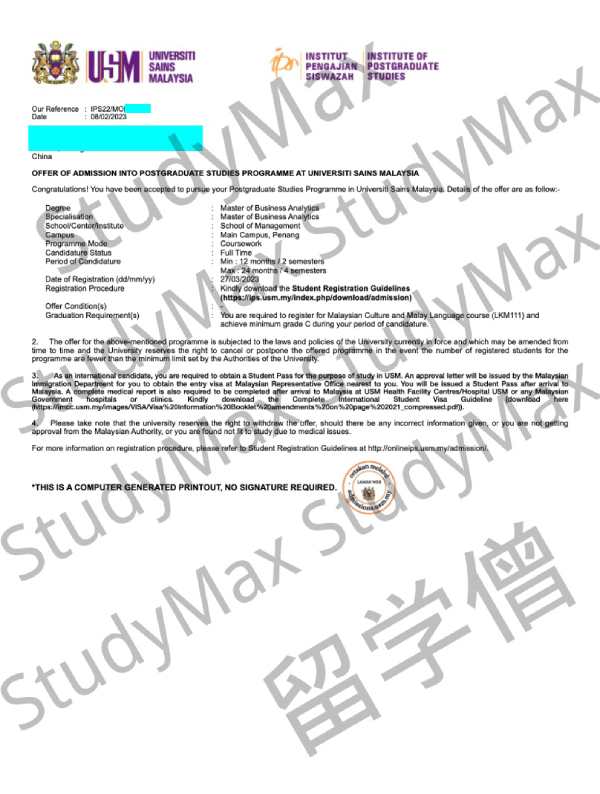 USM UNIVERSITI
SAINS
MALAYSIA
ips INSTITUT
PENGAJIAN
SISWAZAH
INSTITUTE OF
POSTGRADUATE
STUDIES
Our Reference : IPS22/MO
Date : 08/02/2023
China
OFFER OF ADMISSION INTO POSTGRADUATE STUDIES PROGRAMME AT UNIVERSITI SAINS MALAYSIA
Congratulations! You have been accepted to pursue your Postgraduate Studies Programme in Universiti Sains Malaysia. Details of the offer are as follow:-
Degree : Master of Business Analytics
Specialisation : Master of Business Analytics
School/Center/Institute : School of Management
Campus : Main Campus, Penang
Programme Mode : Coursework
Candidature Status : Full Time
Period of Candidature : Min : 12 months / 2 semesters
Max : 24 months / 4 semesters
Date of Registration (dd/mm/yy) : 27/03/2023
Registration Procedure : Kindly download the Student Registration Guidelines
(https://ips.usm.my/index.php/download/admission)
Offer Condition(s) : -
Graduation Requirement(s) : You are required to register for Malaysian Culture and Malay Language course (LKM111) and
achieve minimum grade C during your period of candidature.
2. The offer for the above-mentioned programme is subjected to the laws and policies of the University currently in force and which may be amended from
time to time and the University reserves the right to cancel or postpone the offered programme in the event the number of registered students for the
programme are fewer than the minimum limit set by the Authorities of the University.
3. As an international candidate, you are required to obtain a Student Pass for the purpose of study in USM. An approval letter will be issued by the Malaysian
Immigration Department for you to obtain the entry visa at Malaysian Representative Office nearest to you. You will be issued a Student Pass after arrival to
Malaysia. A complete medical report is also required to be completed after arrival to Malaysia at USM Health Facility Centres/Hospital USM or any Malaysian
Government hospitals or clinics. Kindly download the Complete International Student Visa Guideline (download here
(https://imcc.usm.my/images/VISA/Visa%20Information%20Booklet%20amendments%20on%20page%202021_compressed.pdf)).
4. Please take note that the university reserves the right to withdraw the offer, should there be any incorrect information given, or you are not getting
approval from the Malaysian Authority, or you are found not fit to study due to medical issues.
For more information on registration procedure, please refer to Student Registration Guidelines at http://onlineips.usm.my/admission/.
*THIS IS A COMPUTER GENERATED PRINTOUT, NO SIGNATURE REQUIRED.
cetakan melalui
LAMAN WEB
admission.usm.my
StudyMax
StudyMax
StudyMax
StudyMax
StudyMax
StudyMax
StudyMax
留学僧